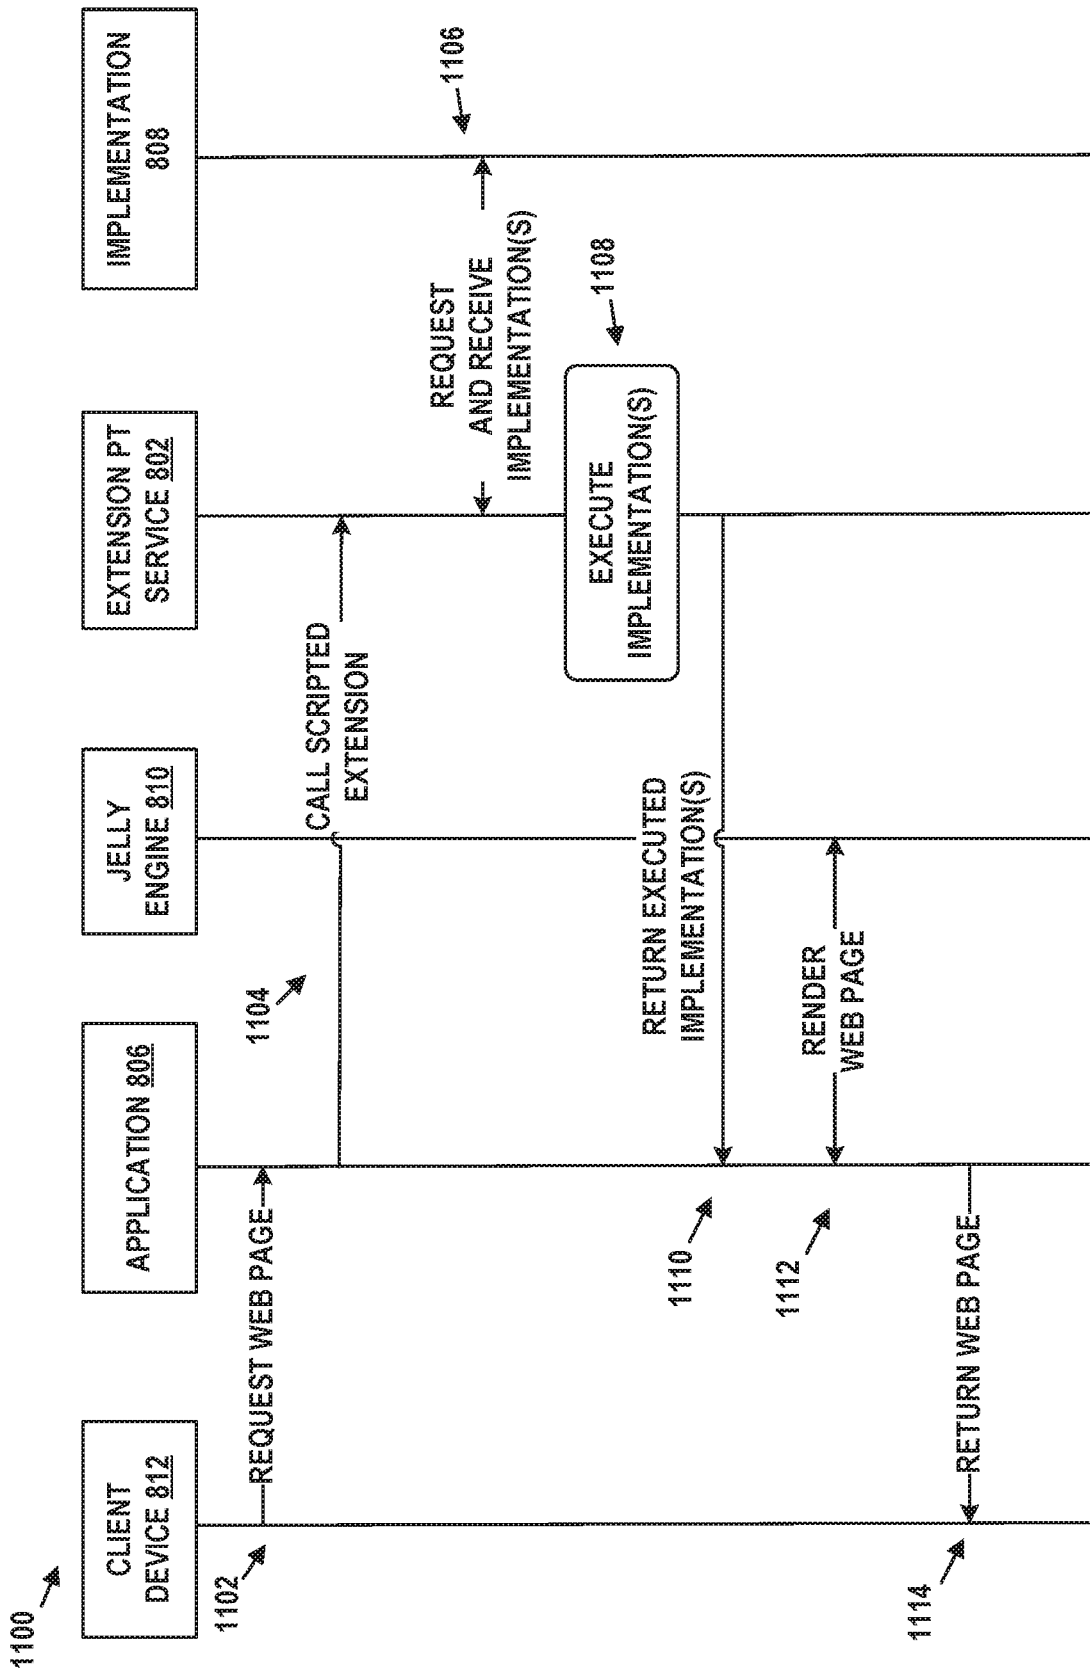 1100
CLIENT
DEVICE 812
APPLICATION 806
JELLY
ENGINE 810
EXTENSION PT
SERVICE 802
IMPLEMENTATION
808
1102
REQUEST WEB PAGE
1104
CALL SCRIPTED
EXTENSION
REQUEST
AND RECEIVE
IMPLEMENTATION(S)
1106
EXECUTE
IMPLEMENTATION(S)
1108
RETURN EXECUTED
IMPLEMENTATION(S)
1110
RENDER
WEB PAGE
1112
RETURN WEB PAGE
1114